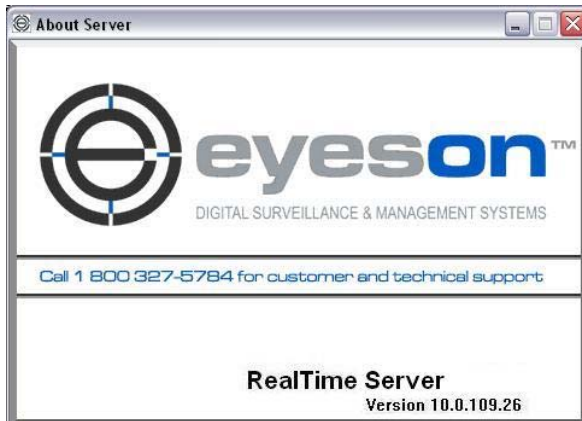 About Server
eyeson™
DIGITAL SURVEILLANCE & MANAGEMENT SYSTEMS
Call 1 800 327-5784 for customer and technical support
RealTime Server
Version 10.0.109.26